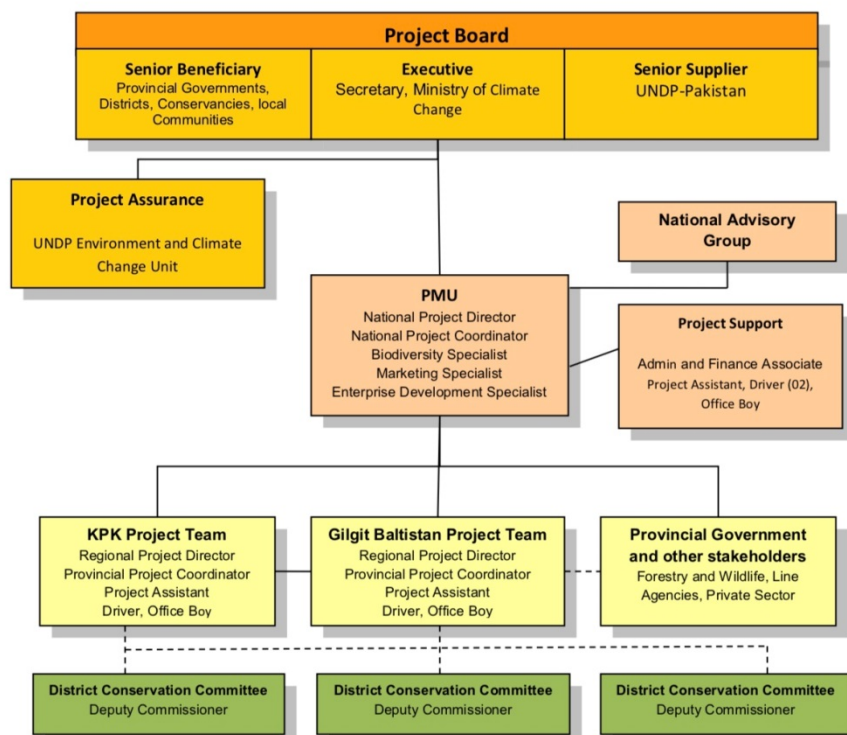 Project Board
Senior Beneficiary
Provincial Governments,
Districts, Conservancies, local
Communities
Executive
Secretary, Ministry of Climate
Change
Senior Supplier
UNDP-Pakistan
Project Assurance
UNDP Environment and Climate
Change Unit
National Advisory
Group
PMU
National Project Director
National Project Coordinator
Biodiversity Specialist
Marketing Specialist
Enterprise Development Specialist
Project Support
Admin and Finance Associate
Project Assistant, Driver (02),
Office Boy
KPK Project Team
Regional Project Director
Provincial Project Coordinator
Project Assistant
Driver, Office Boy
Gilgit Baltistan Project Team
Regional Project Director
Provincial Project Coordinator
Project Assistant
Driver, Office Boy
Provincial Government
and other stakeholders
Forestry and Wildlife, Line
Agencies, Private Sector
District Conservation Committee
Deputy Commissioner
District Conservation Committee
Deputy Commissioner
District Conservation Committee
Deputy Commissioner